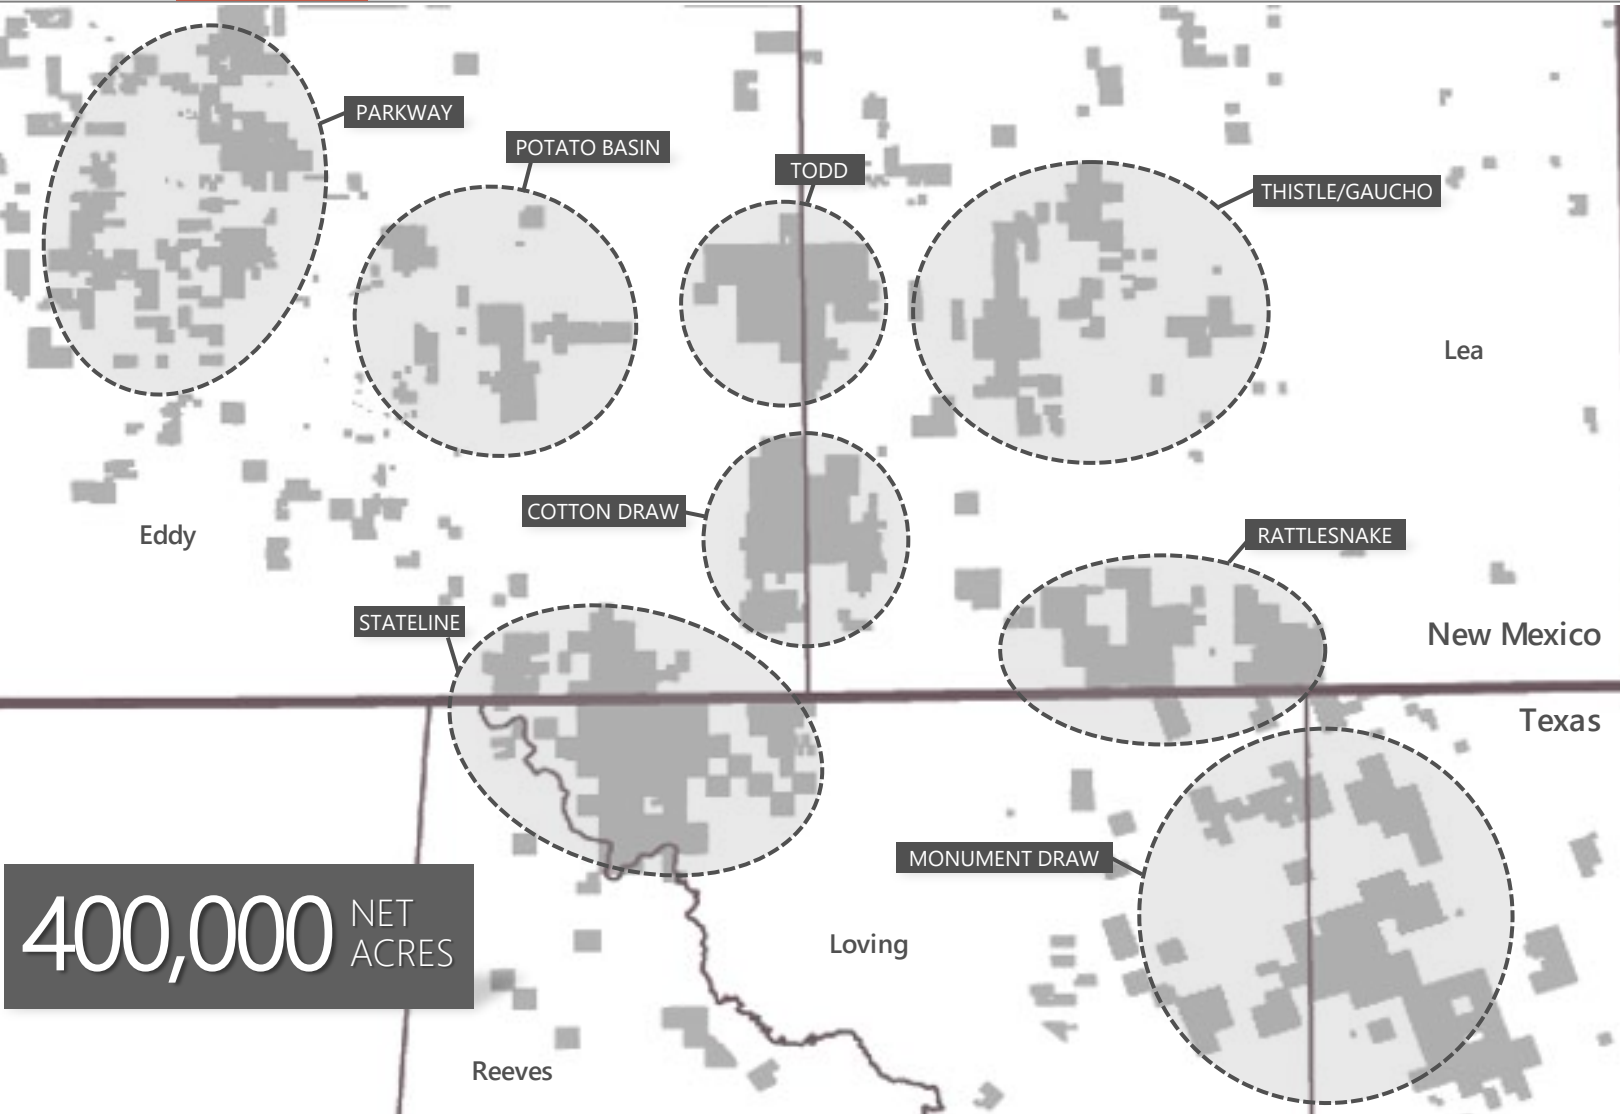 PARKWAY
POTATO BASIN
TODD
THISTLE/GAUCHO
Lea
COTTON DRAW
Eddy
RATTLESNAKE
STATELINE
New Mexico
Texas
MONUMENT DRAW
400,000 NET
ACRES
Loving
Reeves